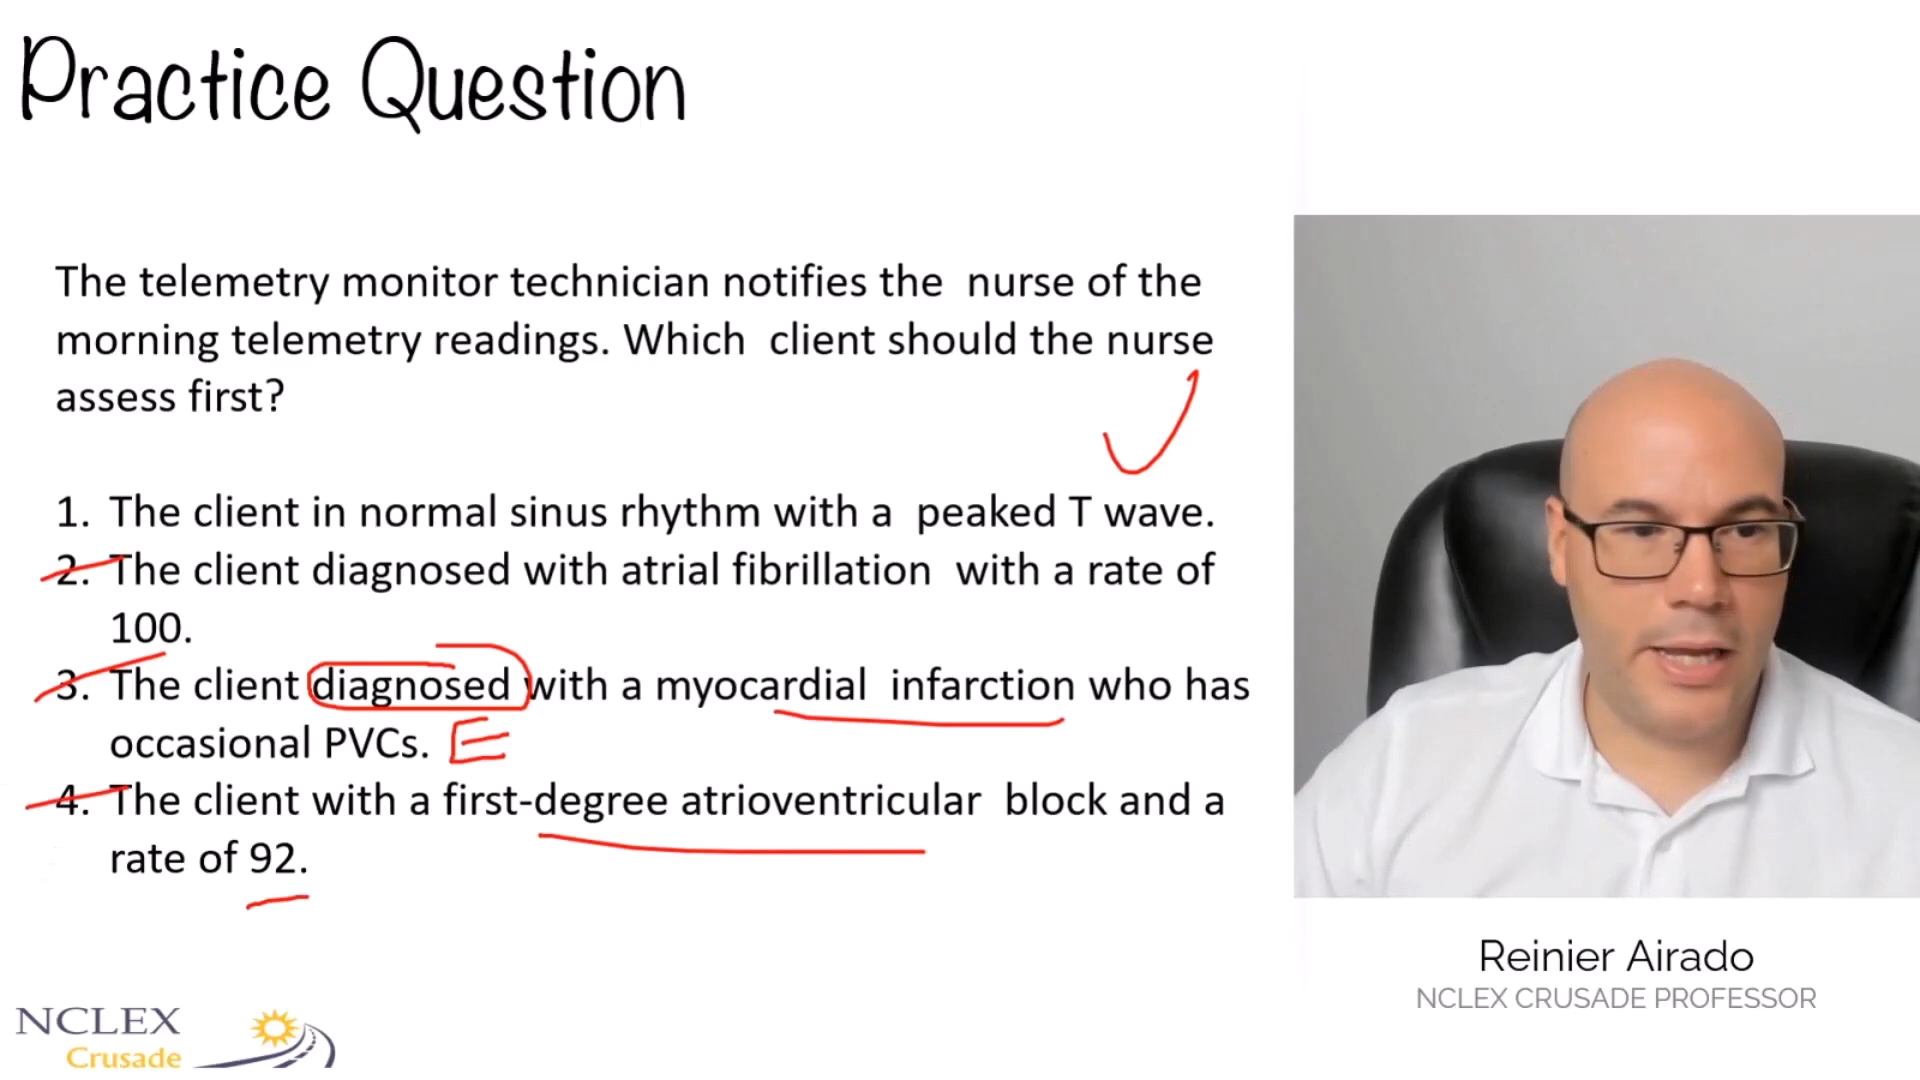 Practice Question
The telemetry monitor technician notifies the nurse of the
morning telemetry readings. Which client should the nurse
assess first?
1. The client in normal sinus rhythm with a peaked T wave.
2. The client diagnosed with atrial fibrillation with a rate of
100.
3. The client diagnosed with a myocardial infarction who has
occasional PVCs. E
4. The client with a first-degree atrioventricular block and a
rate of 92.
Reinier Airado
NCLEX CRUSADE PROFESSOR
NCLEX
Crusade